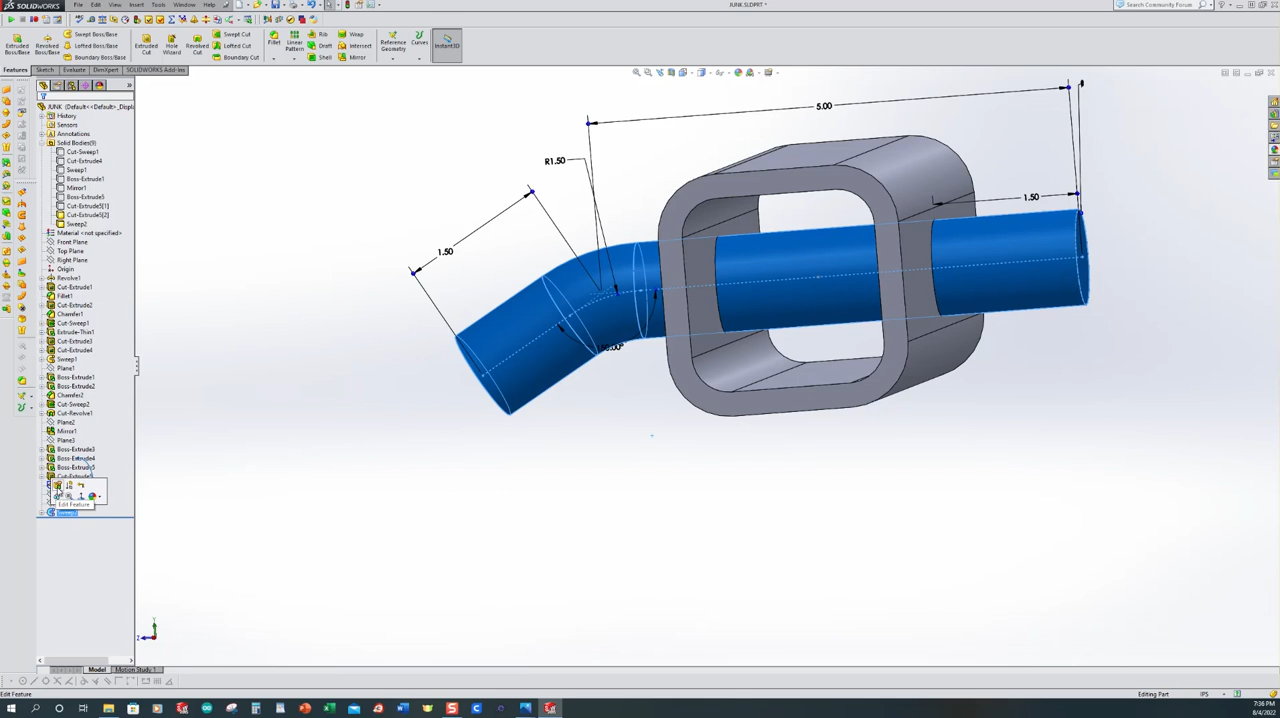 SOLIDWORKS File Edit View Insert Tools Window Help JUNK.SLDPRT * Search Community Forum
Extruded Boss/Base Revolved Boss/Base Swept Boss/Base Lofted Boss/Base Boundary Boss/Base Extruded Cut Hole Wizard Revolved Cut Swept Cut Lofted Cut Boundary Cut Fillet Linear Pattern Rib Draft Shell Wrap Intersect Mirror Reference Geometry Curves Instant3D
Features Sketch Evaluate DimXpert SOLIDWORKS Add-Ins
JUNK (Default<<Default>_Displa
History
Sensors
Annotations
Solid Bodies(9)
Cut-Sweep1
Cut-Extrude4
Sweep1
Boss-Extrude1
Mirror1
Boss-Extrude5
Cut-Extrude5[1]
Cut-Extrude5[2]
Sweep2
Material <not specified>
Front Plane
Top Plane
Right Plane
Origin
Revolve1
Cut-Extrude1
Fillet1
Cut-Extrude2
Chamfer1
Cut-Sweep1
Extrude-Thin1
Cut-Extrude3
Cut-Extrude4
Sweep1
Plane1
Boss-Extrude1
Boss-Extrude2
Chamfer2
Cut-Sweep2
Cut-Revolve1
Plane2
Mirror1
Plane3
Boss-Extrude3
Boss-Extrude4
Boss-Extrude5
Edit Feature
5.00
R1.50
1.50
1.50
Y
Z
Model Motion Study 1
Edit Feature Editing Part IPS
7:36 PM
8/4/2022